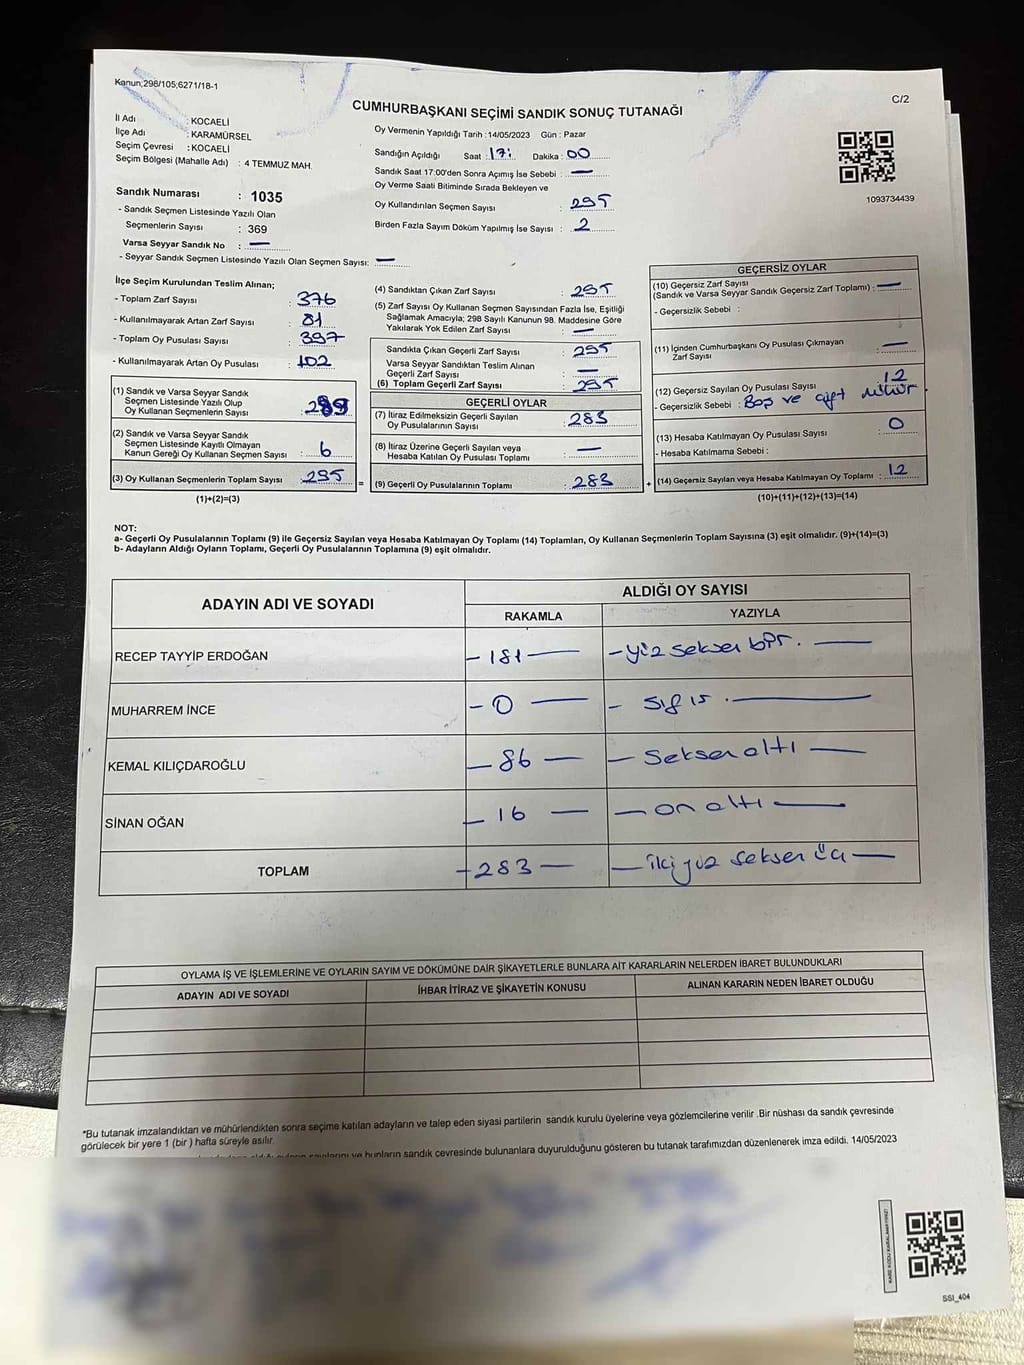 Kanun;298/105;6271/18-1
C/2
CUMHURBAŞKANI SEÇİMİ SANDIK SONUÇ TUTANAĞI
İl Adı : KOCAELİ
İlçe Adı : KARAMÜRSEL
Seçim Çevresi : KOCAELİ
Seçim Bölgesi (Mahalle Adı) : 4 TEMMUZ MAH.
Sandık Numarası : 1035
- Sandık Seçmen Listesinde Yazılı Olan
Seçmenlerin Sayısı : 369
Varsa Seyyar Sandık No : —
- Seyyar Sandık Seçmen Listesinde Yazılı Olan Seçmen Sayısı: —
Oy Vermenin Yapıldığı Tarih :14/05/2023 Gün : Pazar
Sandığın Açıldığı Saat : 17: Dakika : 00
Sandık Saat 17:00'den Sonra Açımış İse Sebebi : —
Oy Verme Saati Bitiminde Sırada Bekleyen ve
Oy Kullandırılan Seçmen Sayısı : 295
Birden Fazla Sayım Döküm Yapılmış İse Sayısı : 2
1093734439
İlçe Seçim Kurulundan Teslim Alınan;
- Toplam Zarf Sayısı : 376
- Kullanılmayarak Artan Zarf Sayısı : 81
- Toplam Oy Pusulası Sayısı : 397
- Kullanılmayarak Artan Oy Pusulası : 102
(1) Sandık ve Varsa Seyyar Sandık
Seçmen Listesinde Yazılı Olup
Oy Kullanan Seçmenlerin Sayısı : 289
(2) Sandık ve Varsa Seyyar Sandık
Seçmen Listesinde Kayıtlı Olmayan
Kanun Gereği Oy Kullanan Seçmen Sayısı : 6
(3) Oy Kullanan Seçmenlerin Toplam Sayısı : 295
(1)+(2)=(3)
(4) Sandıktan Çıkan Zarf Sayısı : 295
(5) Zarf Sayısı Oy Kullanan Seçmen Sayısından Fazla İse, Eşitliği
Sağlamak Amacıyla; 298 Sayılı Kanunun 98. Maddesine Göre
Yakılarak Yok Edilen Zarf Sayısı : —
Sandıkta Çıkan Geçerli Zarf Sayısı : 295
Varsa Seyyar Sandıktan Teslim Alınan
Geçerli Zarf Sayısı : —
(6) Toplam Geçerli Zarf Sayısı : 295
GEÇERLİ OYLAR
(7) İtiraz Edilmeksizin Geçerli Sayılan
Oy Pusulalarının Sayısı : 283
(8) İtiraz Üzerine Geçerli Sayılan veya
Hesaba Katılan Oy Pusulası Toplamı : —
= (9) Geçerli Oy Pusulalarının Toplamı : 283 +
GEÇERSİZ OYLAR
(10) Geçersiz Zarf Sayısı
(Sandık ve Varsa Seyyar Sandık Geçersiz Zarf Toplamı) : —
- Geçersizlik Sebebi :
(11) İçinden Cumhurbaşkanı Oy Pusulası Çıkmayan
Zarf Sayısı : —
(12) Geçersiz Sayılan Oy Pusulası Sayısı : 12
- Geçersizlik Sebebi : Boş ve çift mühür
(13) Hesaba Katılmayan Oy Pusulası Sayısı : 0
- Hesaba Katılmama Sebebi :
(14) Geçersiz Sayılan veya Hesaba Katılmayan Oy Toplamı : 12
(10)+(11)+(12)+(13)=(14)
NOT:
a- Geçerli Oy Pusulalarının Toplamı (9) ile Geçersiz Sayılan veya Hesaba Katılmayan Oy Toplamı (14) Toplamları, Oy Kullanan Seçmenlerin Toplam Sayısına (3) eşit olmalıdır. (9)+(14)=(3)
b- Adayların Aldığı Oyların Toplamı, Geçerli Oy Pusulalarının Toplamına (9) eşit olmalıdır.
ADAYIN ADI VE SOYADI
ALDIĞI OY SAYISI
RAKAMLA YAZIYLA
RECEP TAYYİP ERDOĞAN - 181 — - yüz seksen bir. —
MUHARREM İNCE - 0 — - sıfır. —
KEMAL KILIÇDAROĞLU - 86 — - seksen altı —
SİNAN OĞAN - 16 — - on altı —
TOPLAM - 283 — - iki yüz seksen üç —
OYLAMA İŞ VE İŞLEMLERİNE VE OYLARIN SAYIM VE DÖKÜMÜNE DAİR ŞİKAYETLERLE BUNLARA AİT KARARLARIN NELERDEN İBARET BULUNDUKLARI
ADAYIN ADI VE SOYADI İHBAR İTİRAZ VE ŞİKAYETİN KONUSU ALINAN KARARIN NEDEN İBARET OLDUĞU
*Bu tutanak imzalandıktan ve mühürlendikten sonra seçime katılan adayların ve talep eden siyasi partilerin sandık kurulu üyelerine veya gözlemcilerine verilir .Bir nüshası da sandık çevresinde
görülecek bir yere 1 (bir ) hafta süreyle asılır.
sayılarını ve bunların sandık çevresinde bulunanlara duyurulduğunu gösteren bu tutanak tarafımızdan düzenlenerek imza edildi. 14/05/2023
KARE KODU KARALAMAYINIZ!
SSI_404